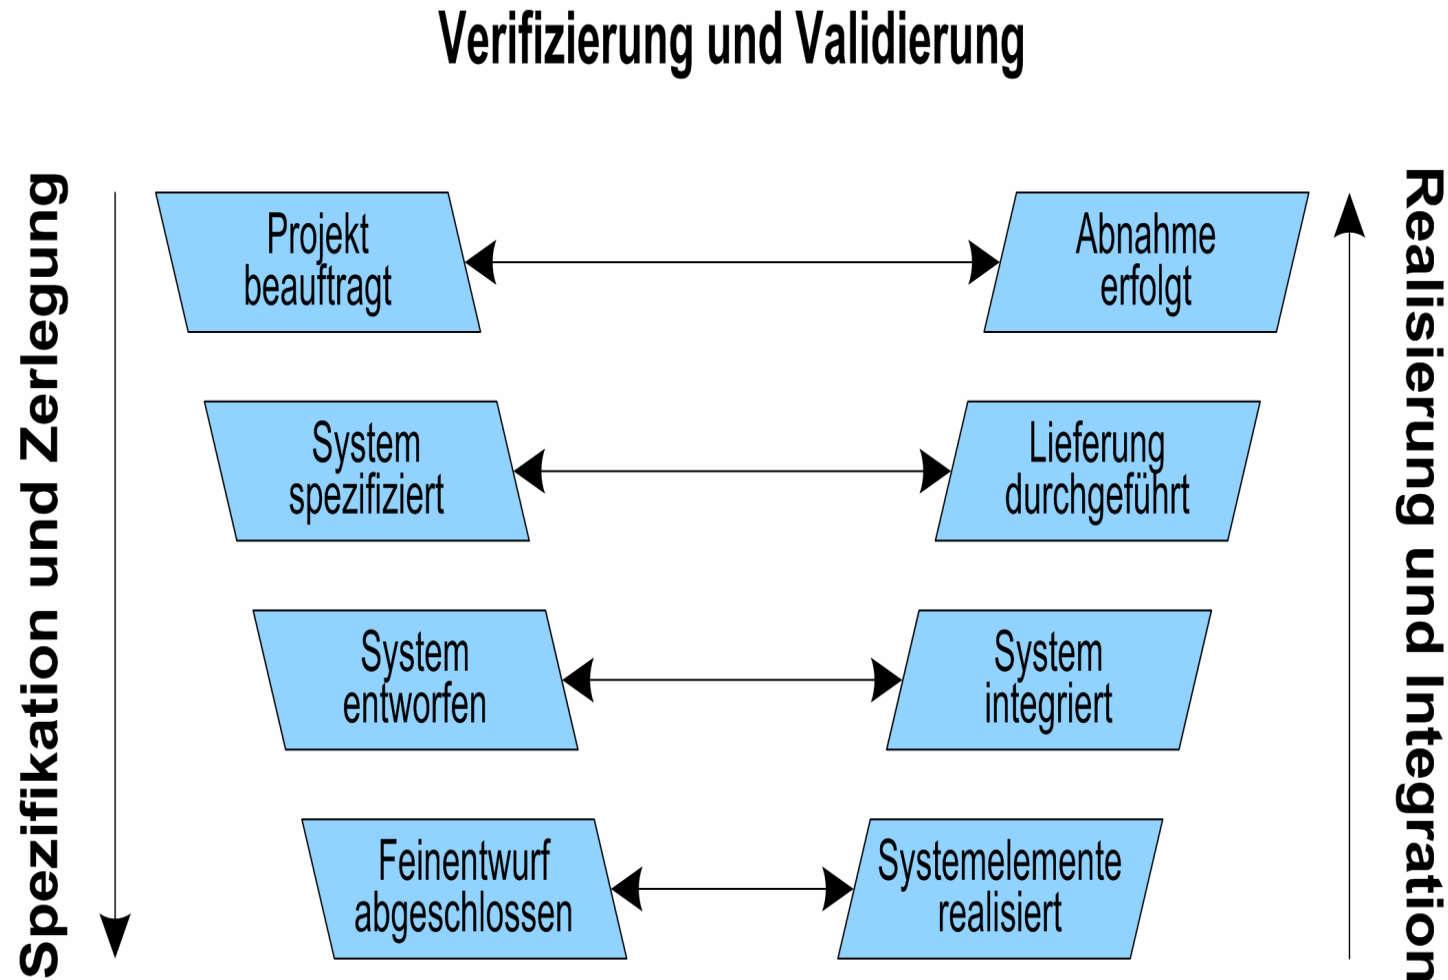 Verifizierung und Validierung
Spezifikation und Zerlegung
Projekt
beauftragt
Abnahme
erfolgt
System
spezifiziert
Lieferung
durchgeführt
System
entworfen
System
integriert
Feinentwurf
abgeschlossen
Systemelemente
realisiert
Realisierung und Integration